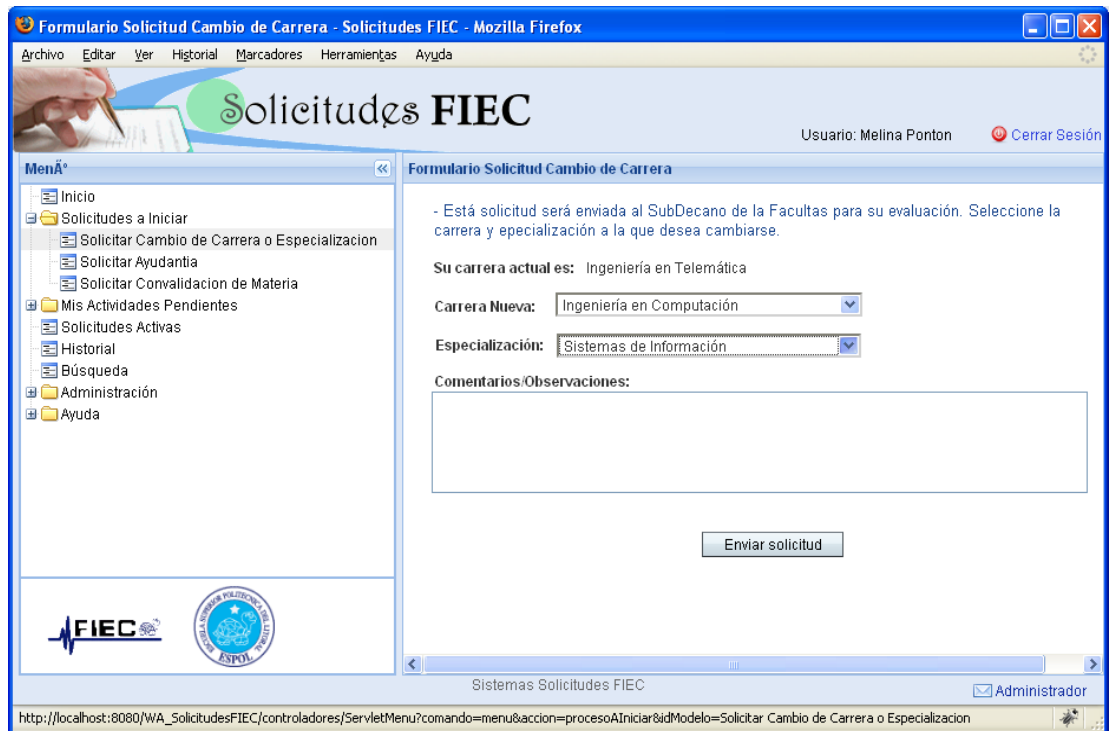 Formulario Solicitud Cambio de Carrera - Solicitudes FIEC - Mozilla Firefox
Archivo Editar Ver Historial Marcadores Herramientas Ayuda
Solicitudes FIEC
Usuario: Melina Ponton
Cerrar Sesión
MenÃº
Inicio
Solicitudes a Iniciar
Solicitar Cambio de Carrera o Especializacion
Solicitar Ayudantia
Solicitar Convalidacion de Materia
Mis Actividades Pendientes
Solicitudes Activas
Historial
Búsqueda
Administración
Ayuda
FIEC
ESCUELA SUPERIOR POLITECNICA DEL LITORAL
ESPOL
Formulario Solicitud Cambio de Carrera
- Está solicitud será enviada al SubDecano de la Facultas para su evaluación. Seleccione la
carrera y epecialización a la que desea cambiarse.
Su carrera actual es: Ingeniería en Telemática
Carrera Nueva: Ingeniería en Computación
Especialización: Sistemas de Información
Comentarios/Observaciones:
Enviar solicitud
Sistemas Solicitudes FIEC
Administrador
http://localhost:8080/WA_SolicitudesFIEC/controladores/ServletMenu?comando=menu&accion=procesoAIniciar&idModelo=Solicitar Cambio de Carrera o Especializacion